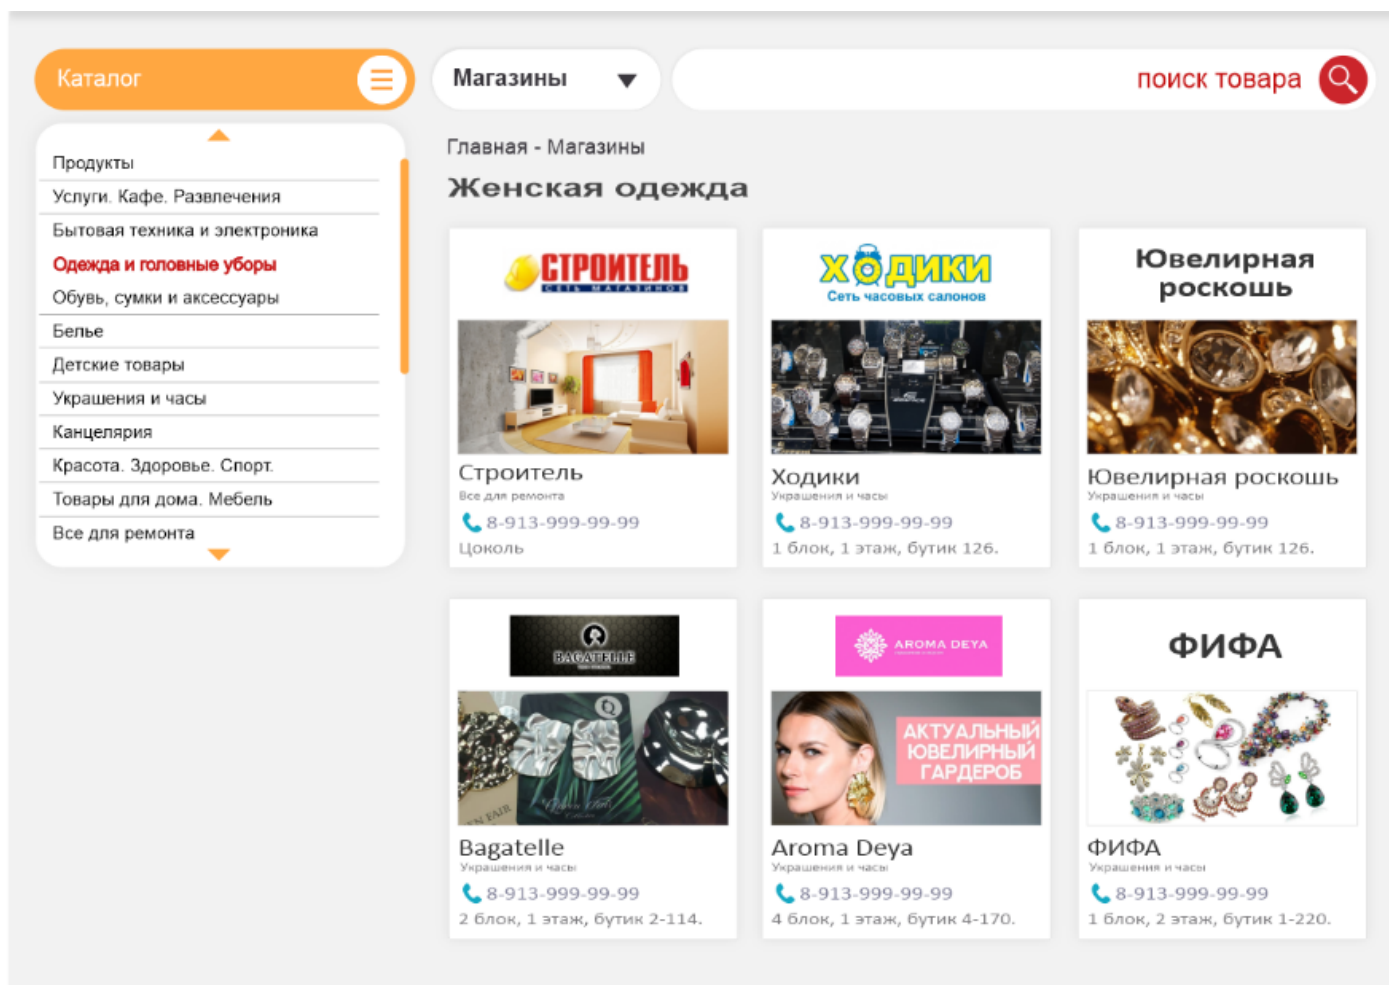 Каталог
Магазины
поиск товара
Продукты
Услуги. Кафе. Развлечения
Бытовая техника и электроника
Одежда и головные уборы
Обувь, сумки и аксессуары
Белье
Детские товары
Украшения и часы
Канцелярия
Красота. Здоровье. Спорт.
Товары для дома. Мебель
Все для ремонта
Главная - Магазины
Женская одежда
СТРОИТЕЛЬ
СЕТЬ МАГАЗИНОВ
Строитель
Все для ремонта
8-913-999-99-99
Цоколь
ХОДИКИ
Сеть часовых салонов
Ходики
Украшения и часы
8-913-999-99-99
1 блок, 1 этаж, бутик 126.
Ювелирная
роскошь
Ювелирная роскошь
Украшения и часы
8-913-999-99-99
1 блок, 1 этаж, бутик 126.
BAGATELLE
Bagatelle
Украшения и часы
8-913-999-99-99
2 блок, 1 этаж, бутик 2-114.
AROMA DEYA
АКТУАЛЬНЫЙ
ЮВЕЛИРНЫЙ
ГАРДЕРОБ
Aroma Deya
Украшения и часы
8-913-999-99-99
4 блок, 1 этаж, бутик 4-170.
ФИФА
ФИФА
Украшения и часы
8-913-999-99-99
1 блок, 2 этаж, бутик 1-220.